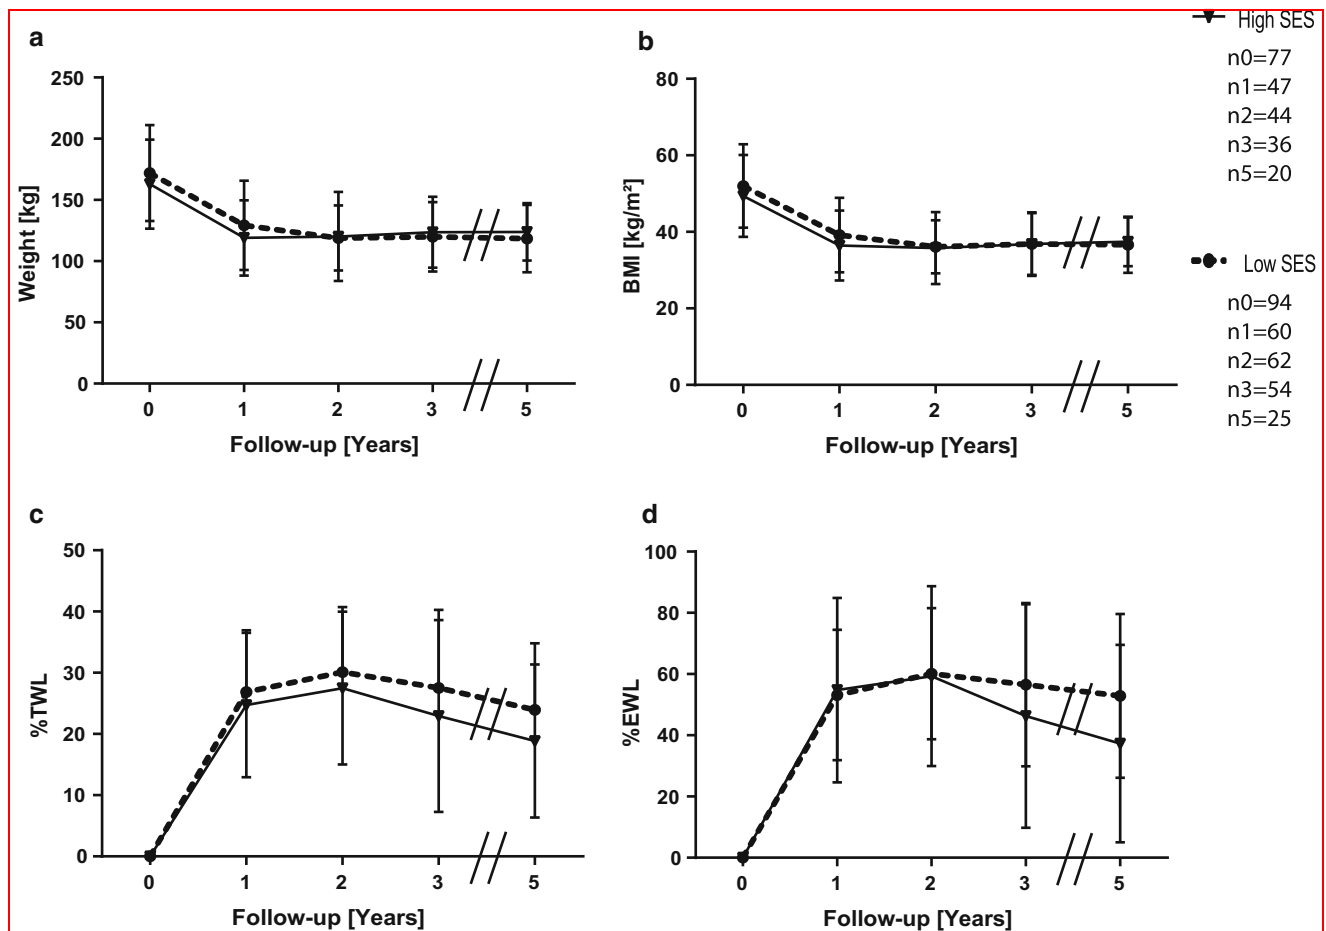 a
250
200
150
100
50
0
Weight [kg]
0 1 2 3 5
Follow-up [Years]
b
80
60
40
20
0
BMI [kg/m²]
0 1 2 3 5
Follow-up [Years]
High SES
n0=77
n1=47
n2=44
n3=36
n5=20
Low SES
n0=94
n1=60
n2=62
n3=54
n5=25
c
50
40
30
20
10
0
%TWL
0 1 2 3 5
Follow-up [Years]
d
100
80
60
40
20
0
%EWL
0 1 2 3 5
Follow-up [Years]